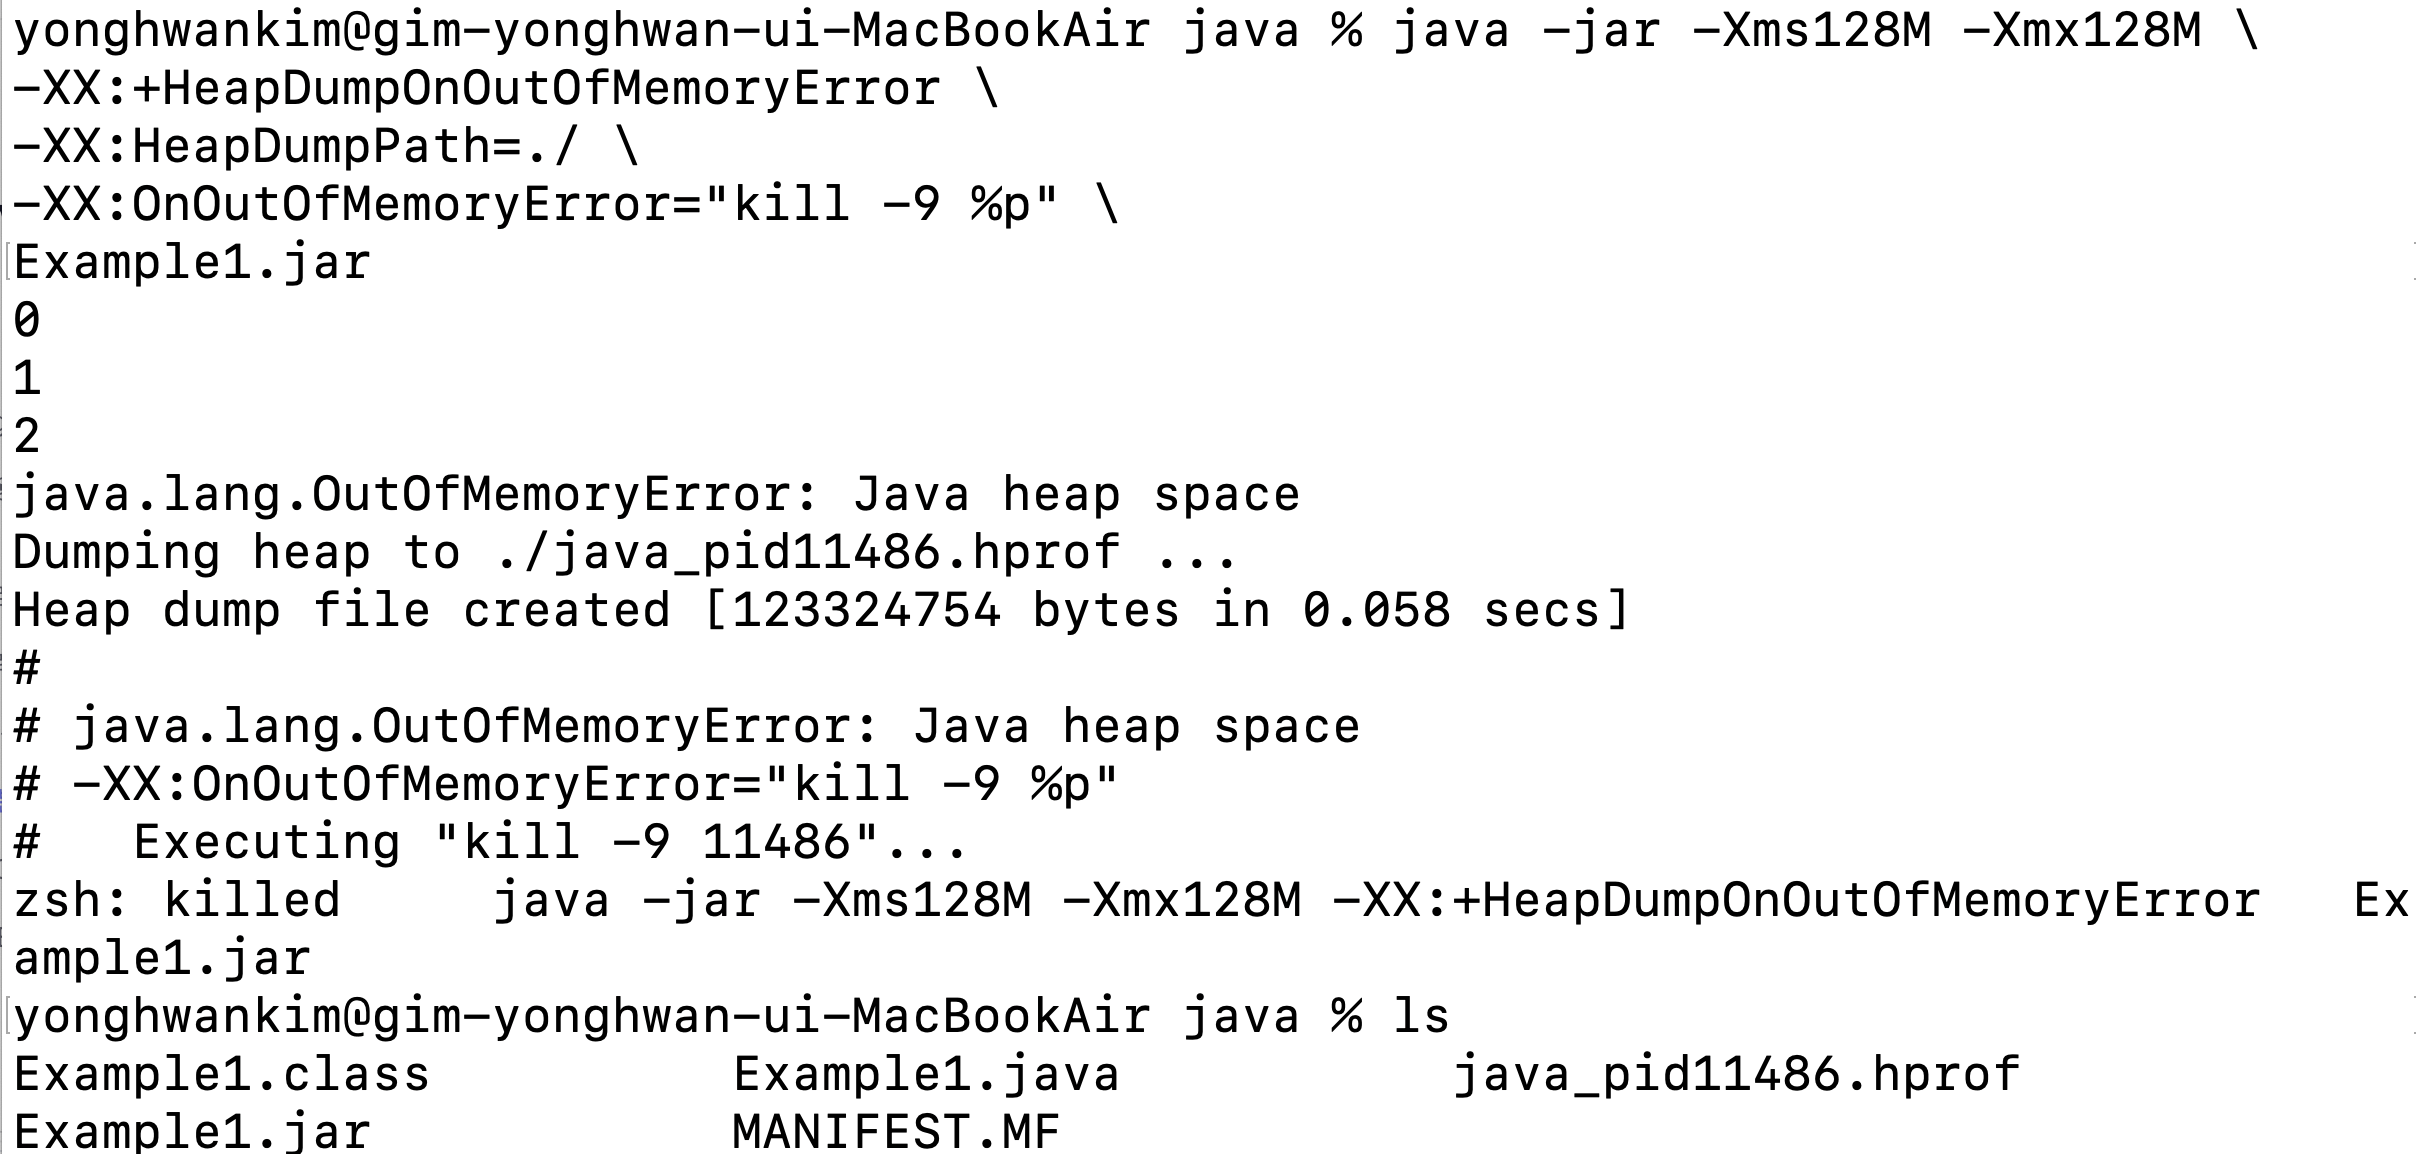 yonghwankim@gim-yonghwan-ui-MacBookAir java % java -jar -Xms128M -Xmx128M \
-XX:+HeapDumpOnOutOfMemoryError \
-XX:HeapDumpPath=./ \
-XX:OnOutOfMemoryError="kill -9 %p" \
Example1.jar
0
1
2
java.lang.OutOfMemoryError: Java heap space
Dumping heap to ./java_pid11486.hprof ...
Heap dump file created [123324754 bytes in 0.058 secs]
#
# java.lang.OutOfMemoryError: Java heap space
# -XX:OnOutOfMemoryError="kill -9 %p"
#   Executing "kill -9 11486"...
zsh: killed     java -jar -Xms128M -Xmx128M -XX:+HeapDumpOnOutOfMemoryError   Ex
ample1.jar
yonghwankim@gim-yonghwan-ui-MacBookAir java % ls
Example1.class          Example1.java           java_pid11486.hprof
Example1.jar            MANIFEST.MF